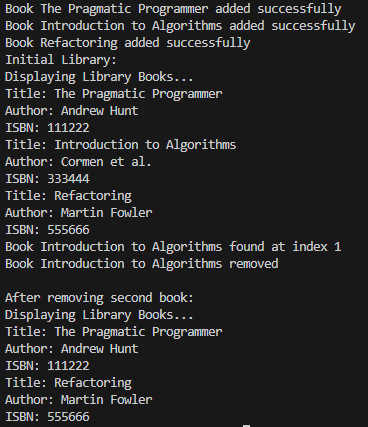 Book The Pragmatic Programmer added successfully
Book Introduction to Algorithms added successfully
Book Refactoring added successfully
Initial Library:
Displaying Library Books...
Title: The Pragmatic Programmer
Author: Andrew Hunt
ISBN: 111222
Title: Introduction to Algorithms
Author: Cormen et al.
ISBN: 333444
Title: Refactoring
Author: Martin Fowler
ISBN: 555666
Book Introduction to Algorithms found at index 1
Book Introduction to Algorithms removed

After removing second book:
Displaying Library Books...
Title: The Pragmatic Programmer
Author: Andrew Hunt
ISBN: 111222
Title: Refactoring
Author: Martin Fowler
ISBN: 555666